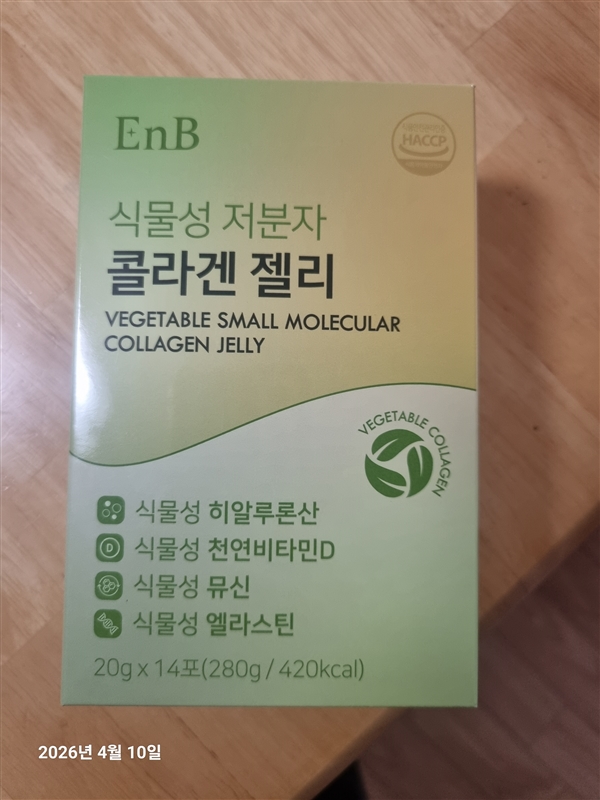 EnB
HACCP
식물성 저분자
콜라겐 젤리
VEGETABLE SMALL MOLECULAR
COLLAGEN JELLY
VEGETABLE COLLAGEN
식물성 히알루론산
D 식물성 천연비타민D
식물성 뮤신
식물성 엘라스틴
20g x 14포(280g / 420kcal)
2026년 4월 10일